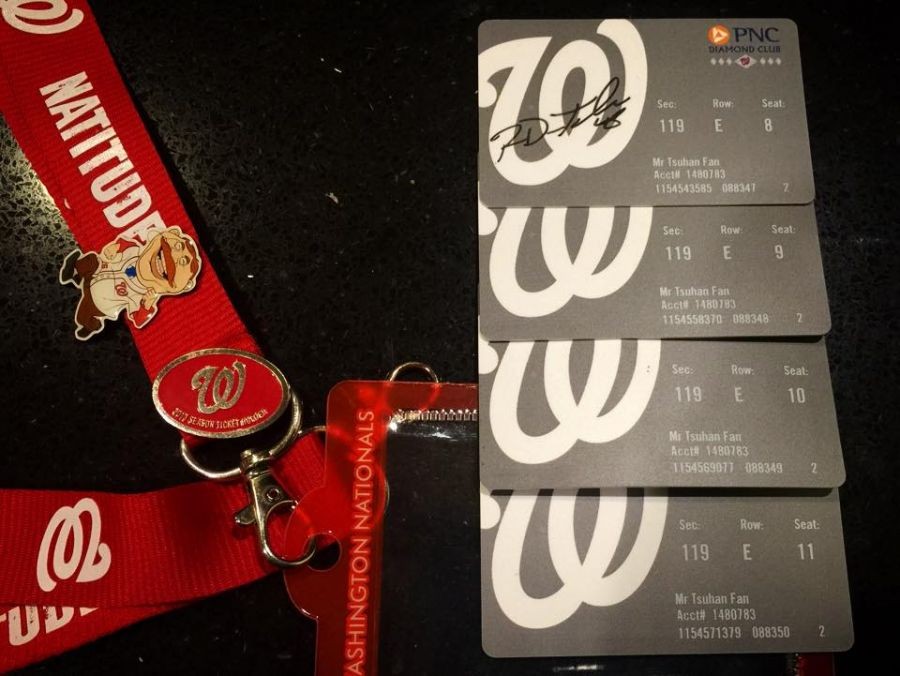 NATITUDE
W
2017 SEASON TICKET HOLDER
WASHINGTON NATIONALS
PNC
DIAMOND CLUB
Sec: Row: Seat:
119 E 8
Mr Tsuhan Fan
Acct# 1480783
1154543585 088347 2
Sec: Row: Seat:
119 E 9
Mr Tsuhan Fan
Acct# 1480783
1154558370 088348 2
Sec: Row: Seat:
119 E 10
Mr Tsuhan Fan
Acct# 1480783
1154569077 088349 2
Sec: Row: Seat:
119 E 11
Mr Tsuhan Fan
Acct# 1480783
1154571379 088350 2